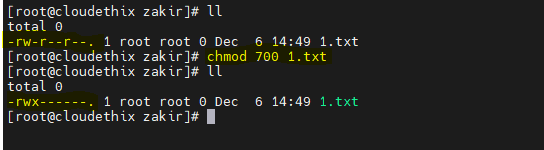 [root@cloudethix zakir]# ll
total 0
-rw-r--r--. 1 root root 0 Dec  6 14:49 1.txt
[root@cloudethix zakir]# chmod 700 1.txt
[root@cloudethix zakir]# ll
total 0
-rwx------. 1 root root 0 Dec  6 14:49 1.txt
[root@cloudethix zakir]#